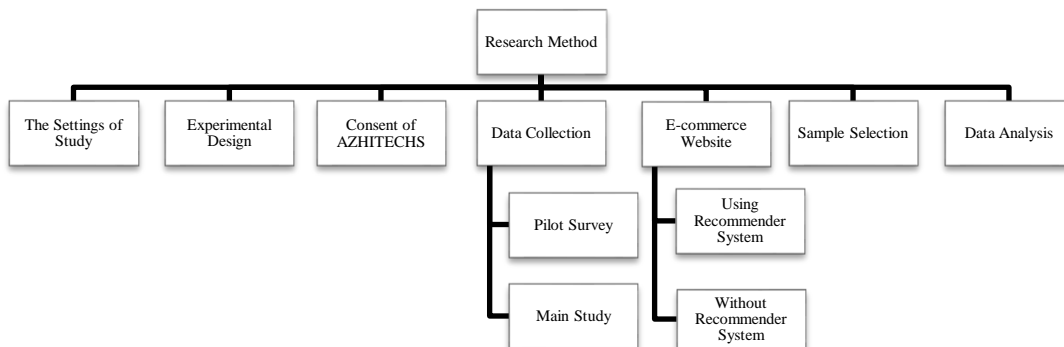 Research Method
The Settings of
Study
Experimental
Design
Consent of
AZHITECHS
Data Collection
E-commerce
Website
Sample Selection
Data Analysis
Pilot Survey
Main Study
Using
Recommender
System
Without
Recommender
System